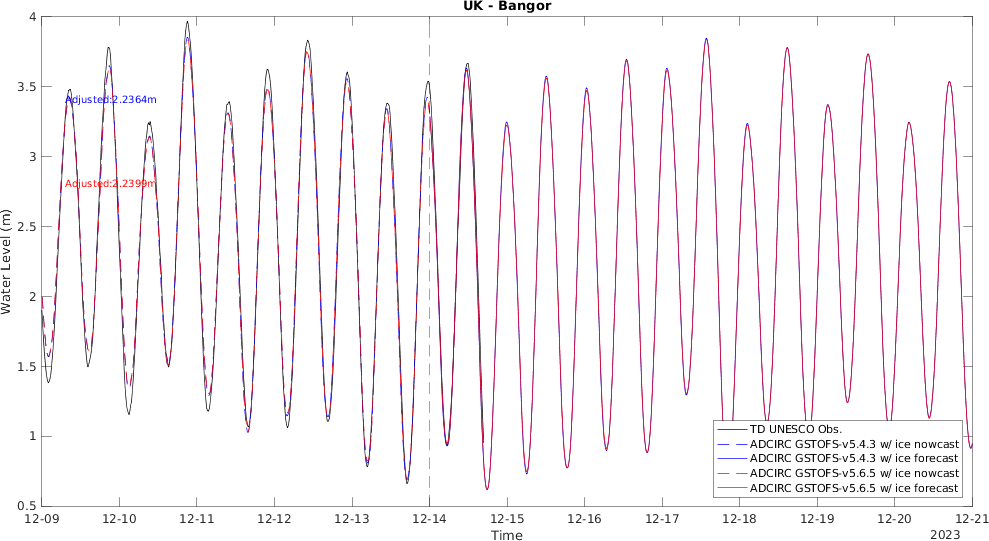 UK - Bangor
4
3.5
3
2.5
2
1.5
1
0.5
Water Level (m)
Adjusted:2.2364m
Adjusted:2.2399m
TD UNESCO Obs.
ADCIRC GSTOFS-v5.4.3 w/ ice nowcast
ADCIRC GSTOFS-v5.4.3 w/ ice forecast
ADCIRC GSTOFS-v5.6.5 w/ ice nowcast
ADCIRC GSTOFS-v5.6.5 w/ ice forecast
12-09 12-10 12-11 12-12 12-13 12-14 12-15 12-16 12-17 12-18 12-19 12-20 12-21
Time
2023